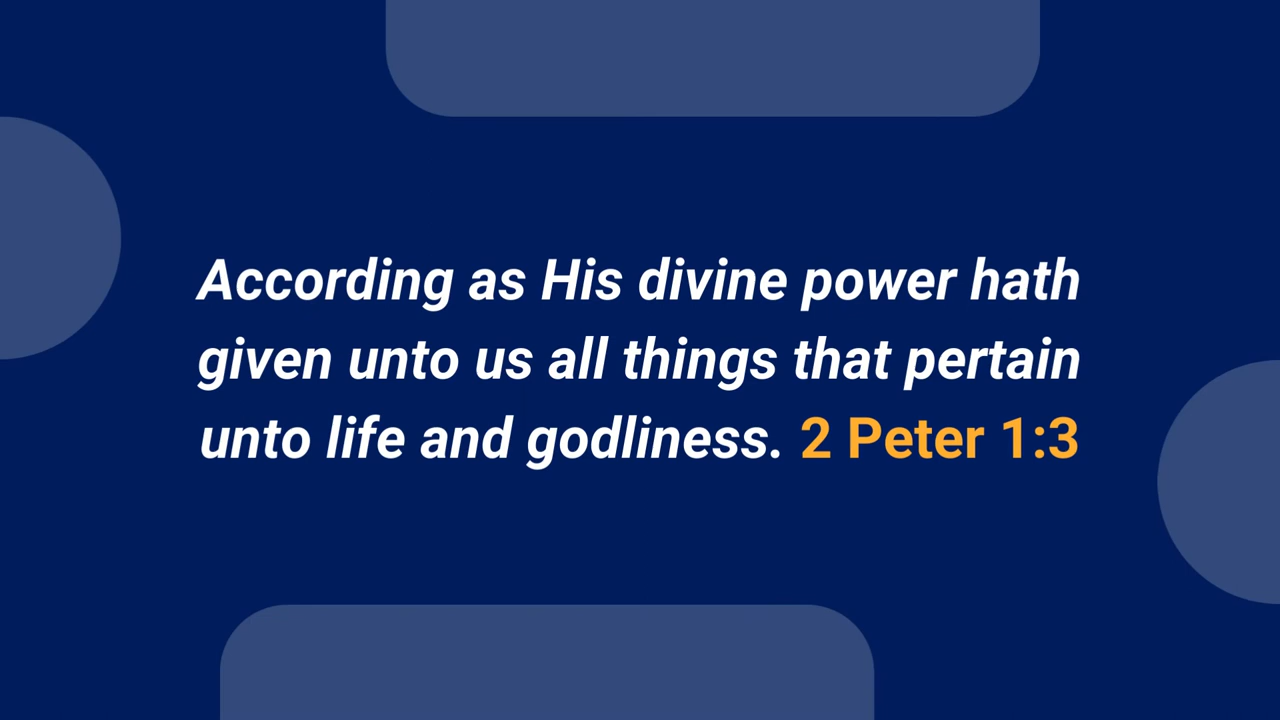 According as His divine power hath
given unto us all things that pertain
unto life and godliness. 2 Peter 1:3